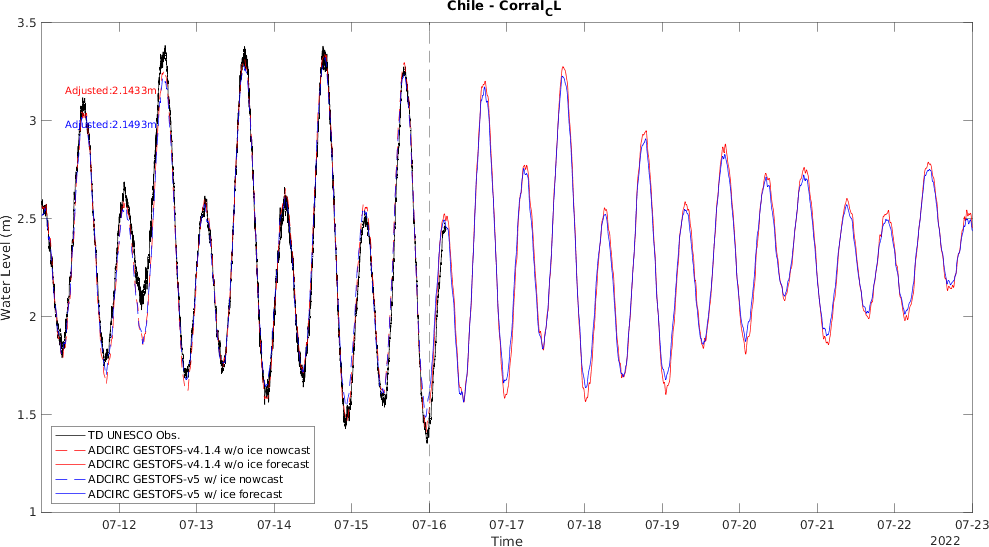 Chile - Corral_CL
3.5
3
2.5
2
1.5
1
Water Level (m)
Adjusted:2.1433m
Adjusted:2.1493m
TD UNESCO Obs.
ADCIRC GESTOFS-v4.1.4 w/o ice nowcast
ADCIRC GESTOFS-v4.1.4 w/o ice forecast
ADCIRC GESTOFS-v5 w/ ice nowcast
ADCIRC GESTOFS-v5 w/ ice forecast
07-12 07-13 07-14 07-15 07-16 07-17 07-18 07-19 07-20 07-21 07-22 07-23
Time
2022